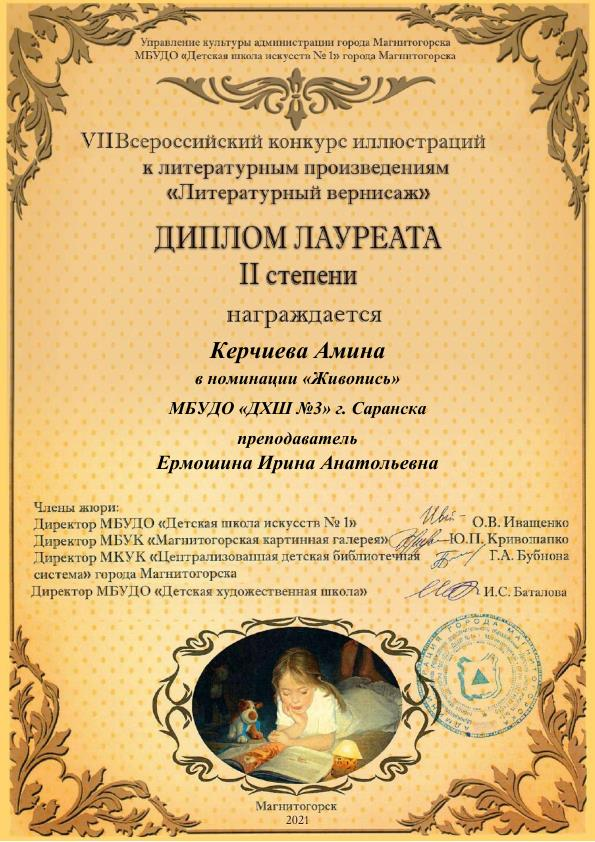 Управление культуры администрации города Магнитогорска
МБУДО «Детская школа искусств № 1» города Магнитогорска
VII Всероссийский конкурс иллюстраций
к литературным произведениям
«Литературный вернисаж»
ДИПЛОМ ЛАУРЕАТА
II степени
награждается
Керчиева Амина
в номинации «Живопись»
МБУДО «ДХШ №3» г. Саранска
преподаватель
Ермошина Ирина Анатольевна
Члены жюри:
Директор МБУДО «Детская школа искусств № 1» О.В. Иващенко
Директор МБУК «Магнитогорская картинная галерея» Ю.П. Кривошапко
Директор МКУК «Централизованная детская библиотечная Г.А. Бубнова
система» города Магнитогорска
Директор МБУДО «Детская художественная школа» И.С. Баталова
Магнитогорск
2021